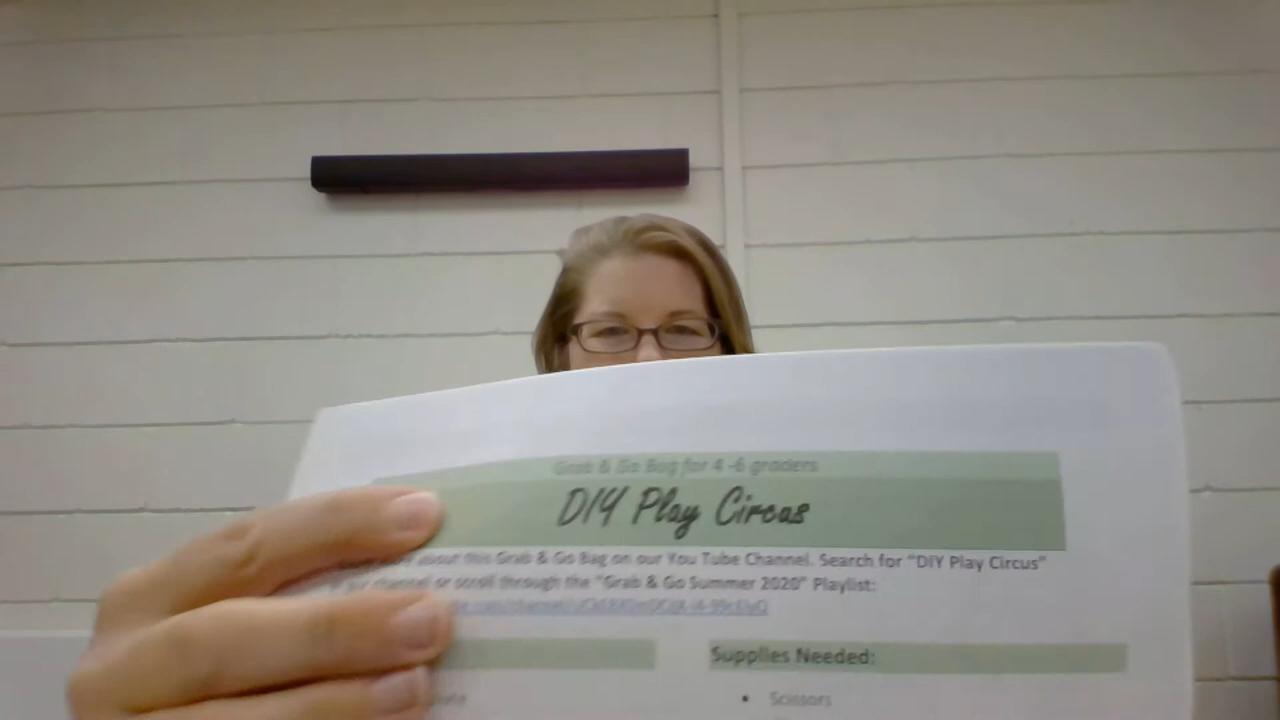 Grab & Go Bag for 4 -6 graders
DIY Play Circus
about this Grab & Go Bag on our You Tube Channel. Search for "DIY Play Circus"
channel or scroll through the "Grab & Go Summer 2020" Playlist:
Supplies Needed:
• Scissors